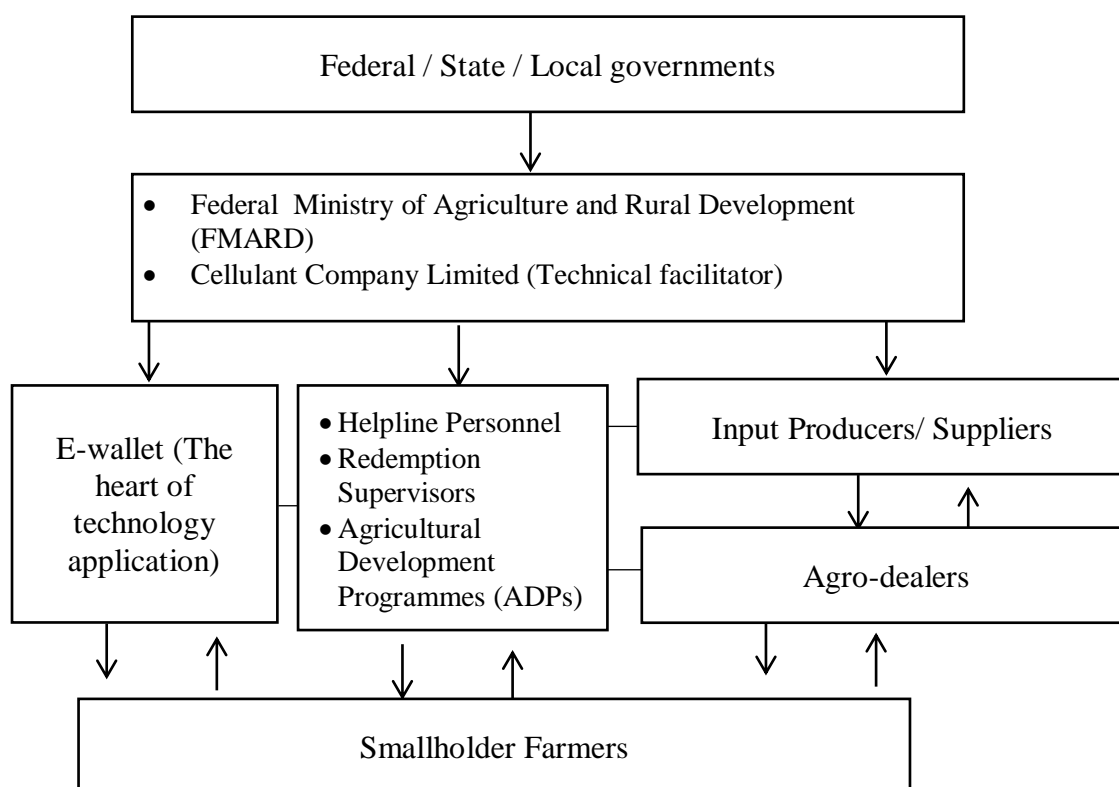 Federal / State / Local governments
• Federal Ministry of Agriculture and Rural Development
(FMARD)
• Cellulant Company Limited (Technical facilitator)
E-wallet (The
heart of
technology
application)
• Helpline Personnel
• Redemption
Supervisors
• Agricultural
Development
Programmes (ADPs)
Input Producers/ Suppliers
Agro-dealers
Smallholder Farmers